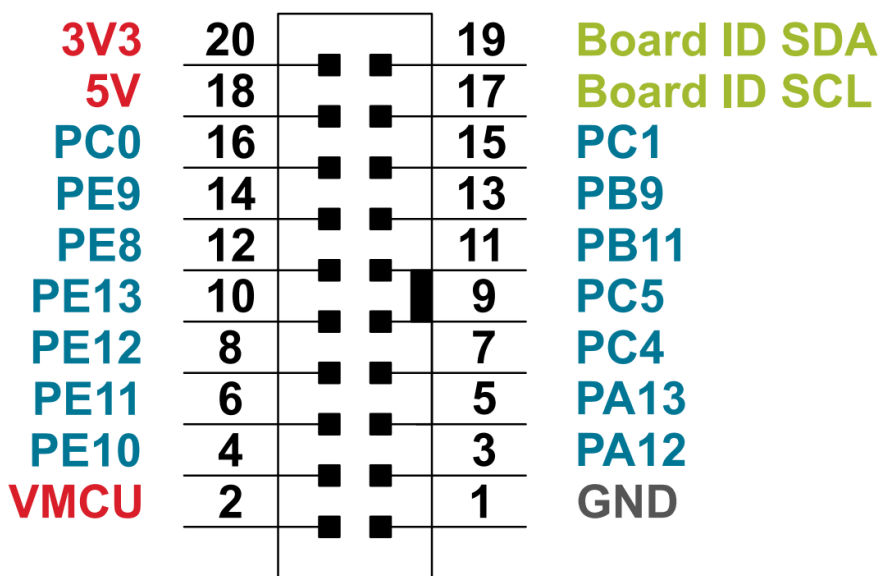 3V3 20 19 Board ID SDA
5V 18 17 Board ID SCL
PC0 16 15 PC1
PE9 14 13 PB9
PE8 12 11 PB11
PE13 10 9 PC5
PE12 8 7 PC4
PE11 6 5 PA13
PE10 4 3 PA12
VMCU 2 1 GND